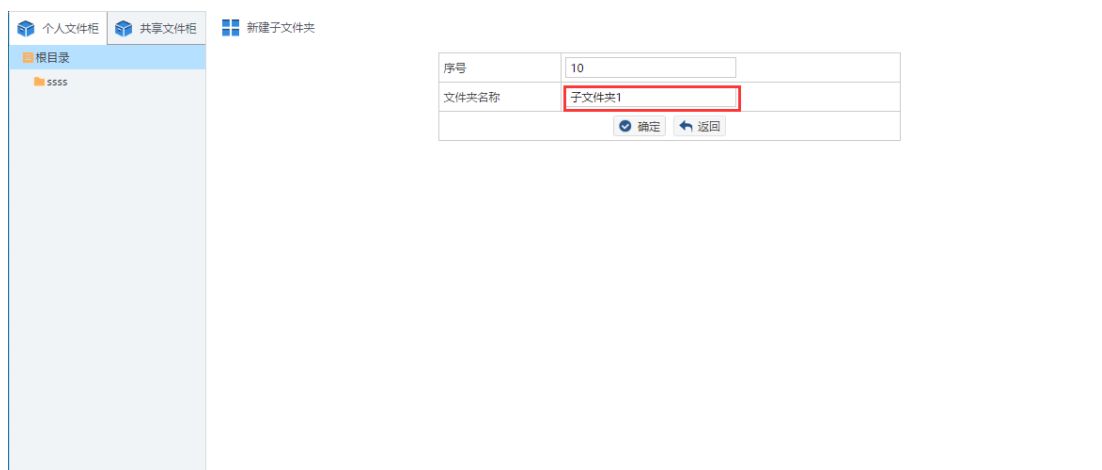 个人文件柜 共享文件柜 新建子文件夹
根目录
ssss
序号 10
文件夹名称 子文件夹1
确定 返回